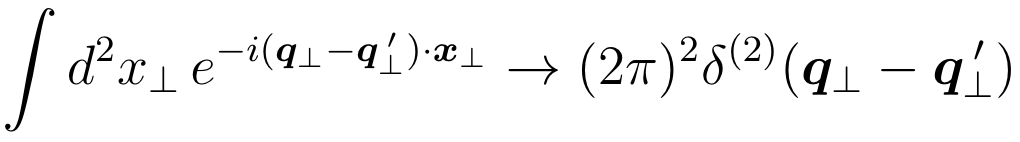 ∫ d²x⊥ e^{−i(q⊥−q′⊥)·x⊥} → (2π)²δ^{(2)}(q⊥ − q′⊥)